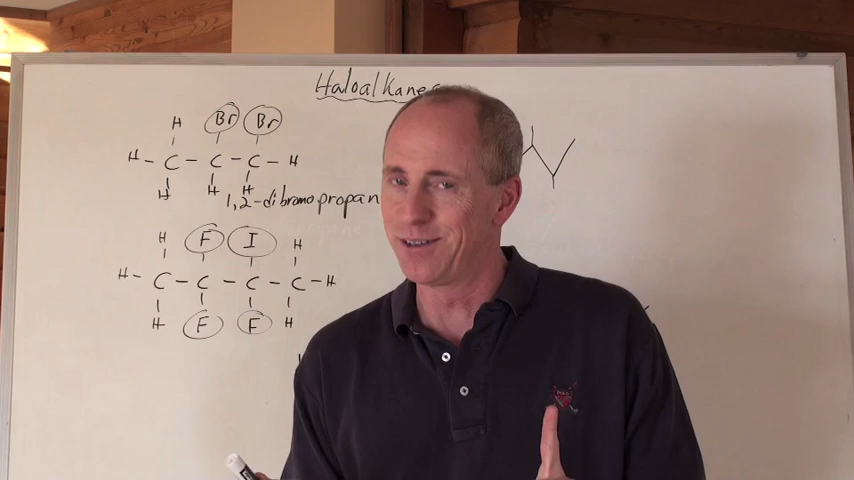 Haloalkanes
H Br Br
H - C - C - C - H
H H H
1,2-dibromopropan
H F I H
H - C - C - C - C - H
H F F H